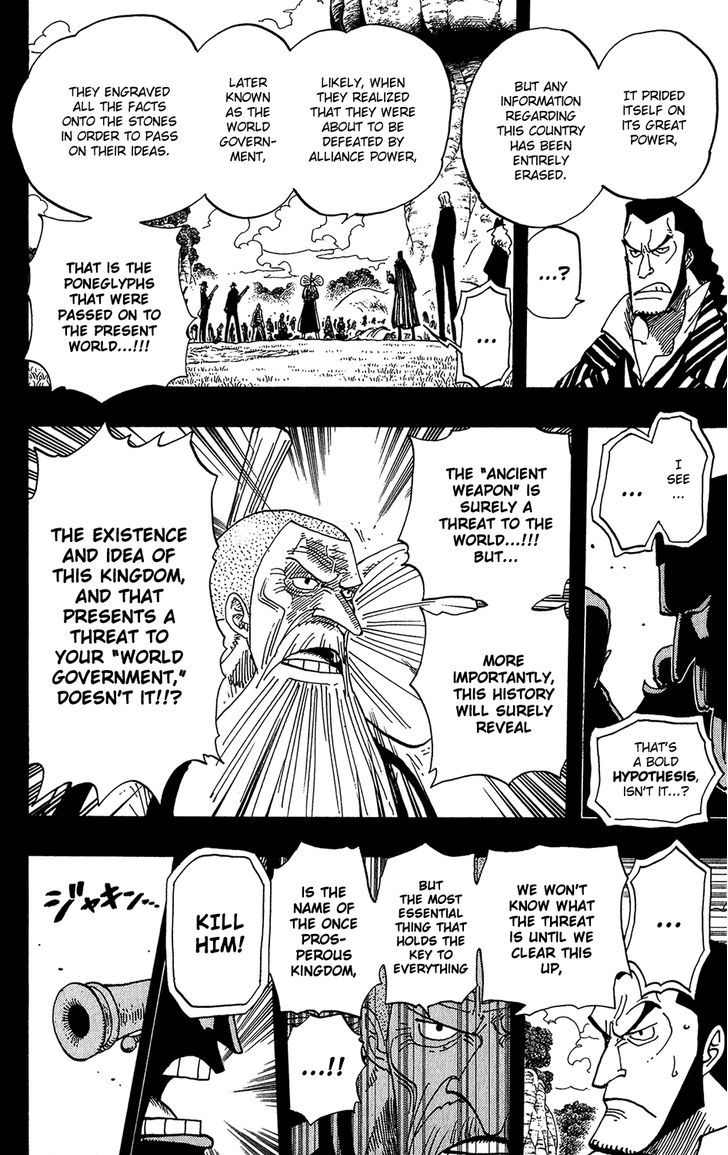 IT PRIDED
ITSELF ON
ITS GREAT
POWER,
BUT ANY
INFORMATION
REGARDING
THIS COUNTRY
HAS BEEN
ENTIRELY
ERASED.
...?
LIKELY, WHEN
THEY REALIZED
THAT THEY WERE
ABOUT TO BE
DEFEATED BY
ALLIANCE POWER,
LATER
KNOWN
AS THE
WORLD
GOVERN-
MENT,
THEY ENGRAVED
ALL THE FACTS
ONTO THE STONES
IN ORDER TO PASS
ON THEIR IDEAS.
...
THAT IS THE
PONEGLYPHS
THAT WERE
PASSED ON TO
THE PRESENT
WORLD...!!!
I
SEE
...
...
THAT'S
A BOLD
HYPOTHESIS,
ISN'T IT...?
THE "ANCIENT
WEAPON" IS
SURELY A
THREAT TO THE
WORLD...!!!
BUT...
MORE
IMPORTANTLY,
THIS HISTORY
WILL SURELY
REVEAL
THE EXISTENCE
AND IDEA OF
THIS KINGDOM,
AND THAT
PRESENTS A
THREAT TO
YOUR "WORLD
GOVERNMENT,"
DOESN'T IT!!?
...
WE WON'T
KNOW WHAT
THE THREAT
IS UNTIL WE
CLEAR THIS
UP,
BUT
THE MOST
ESSENTIAL
THING THAT
HOLDS THE
KEY TO
EVERYTHING
IS THE
NAME OF
THE ONCE
PROS-
PEROUS
KINGDOM,
...!!
KILL
HIM!
ジャキン...